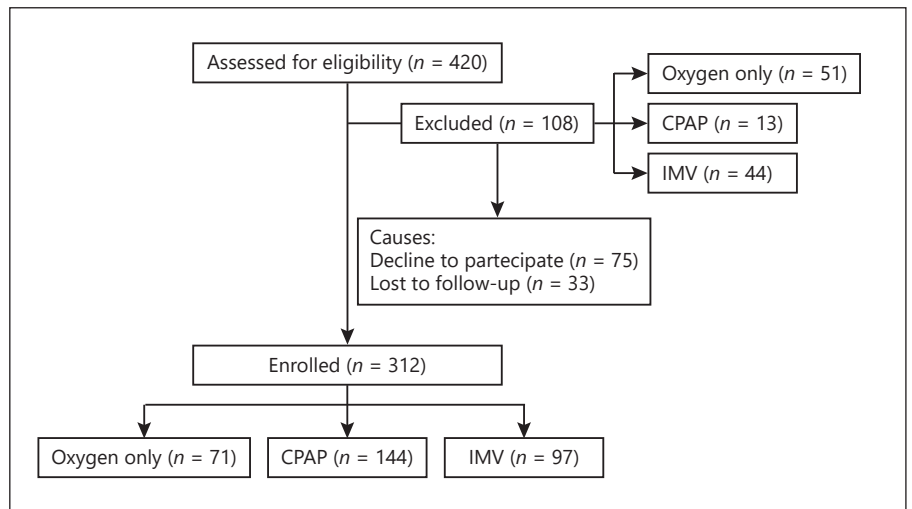 Assessed for eligibility (n = 420)
Oxygen only (n = 51)
Excluded (n = 108)
CPAP (n = 13)
IMV (n = 44)
Causes:
Decline to partecipate (n = 75)
Lost to follow-up (n = 33)
Enrolled (n = 312)
Oxygen only (n = 71)
CPAP (n = 144)
IMV (n = 97)